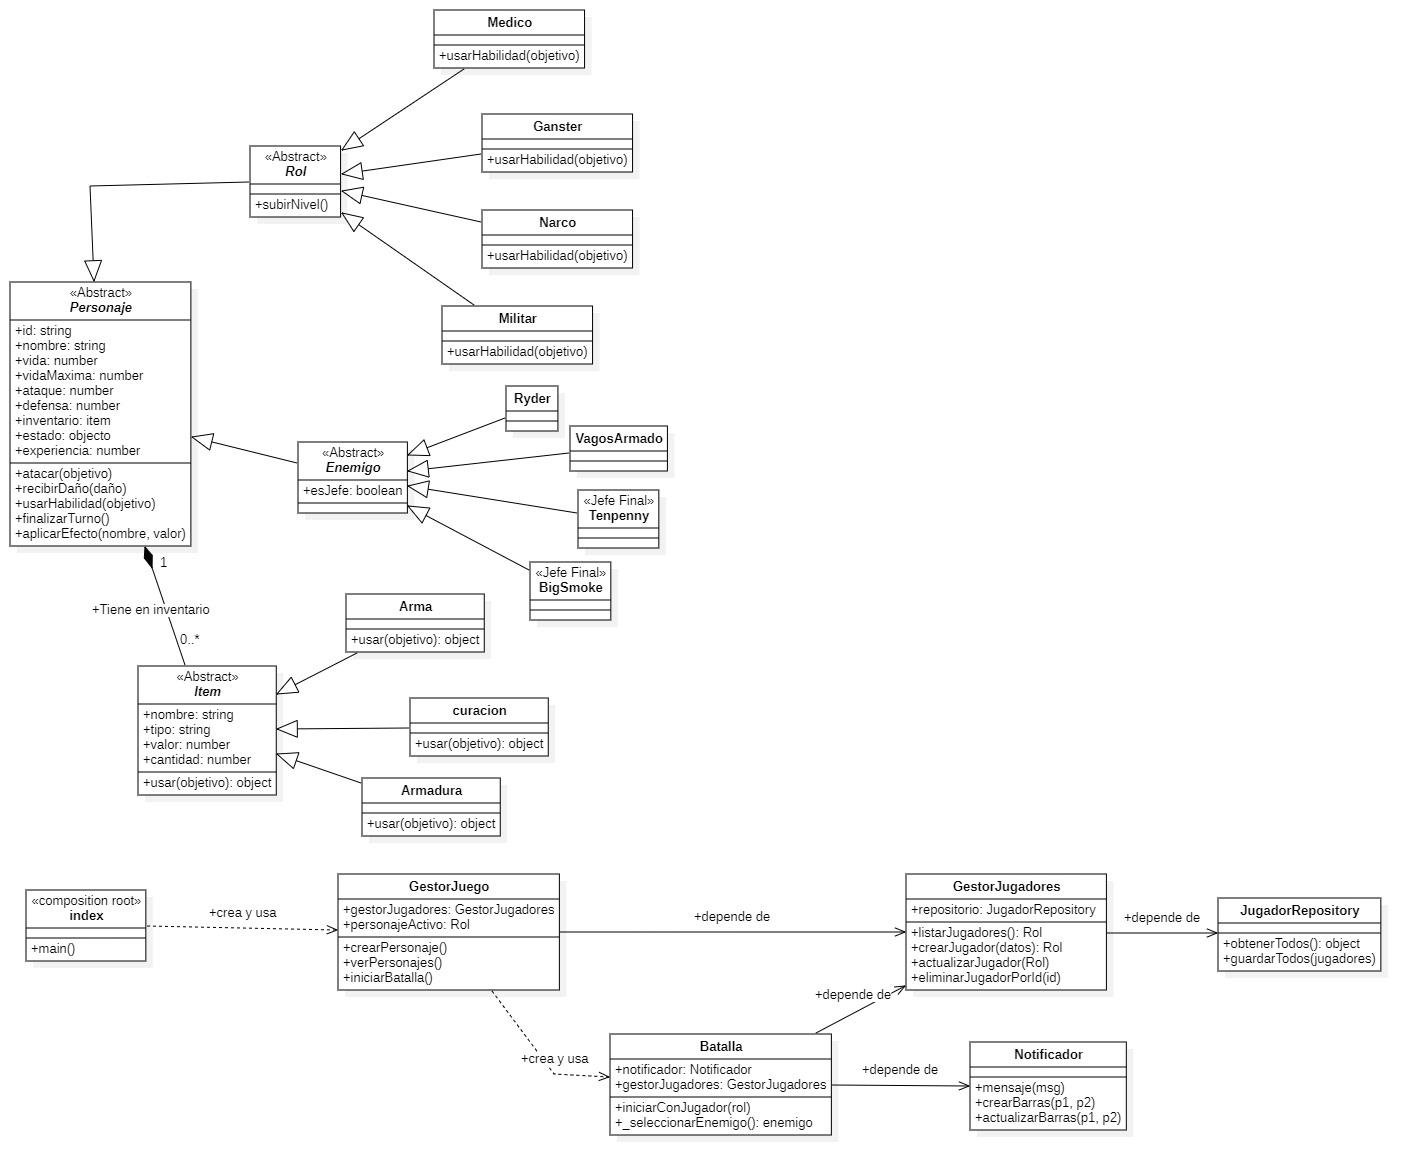 Medico
+usarHabilidad(objetivo)
Ganster
+usarHabilidad(objetivo)
«Abstract»
Rol
+subirNivel()
Narco
+usarHabilidad(objetivo)
Militar
+usarHabilidad(objetivo)
«Abstract»
Personaje
+id: string
+nombre: string
+vida: number
+vidaMaxima: number
+ataque: number
+defensa: number
+inventario: item
+estado: objecto
+experiencia: number
+atacar(objetivo)
+recibirDaño(daño)
+usarHabilidad(objetivo)
+finalizarTurno()
+aplicarEfecto(nombre, valor)
Ryder
VagosArmado
«Abstract»
Enemigo
+esJefe: boolean
«Jefe Final»
Tenpenny
«Jefe Final»
BigSmoke
1
+Tiene en inventario
0..*
Arma
+usar(objetivo): object
«Abstract»
Item
+nombre: string
+tipo: string
+valor: number
+cantidad: number
+usar(objetivo): object
curacion
+usar(objetivo): object
Armadura
+usar(objetivo): object
«composition root»
index
+main()
+crea y usa
GestorJuego
+gestorJugadores: GestorJugadores
+personajeActivo: Rol
+crearPersonaje()
+verPersonajes()
+iniciarBatalla()
+depende de
GestorJugadores
+repositorio: JugadorRepository
+listarJugadores(): Rol
+crearJugador(datos): Rol
+actualizarJugador(Rol)
+eliminarJugadorPorId(id)
+depende de
JugadorRepository
+obtenerTodos(): object
+guardarTodos(jugadores)
+depende de
+crea y usa
Batalla
+notificador: Notificador
+gestorJugadores: GestorJugadores
+iniciarConJugador(rol)
+_seleccionarEnemigo(): enemigo
+depende de
Notificador
+mensaje(msg)
+crearBarras(p1, p2)
+actualizarBarras(p1, p2)